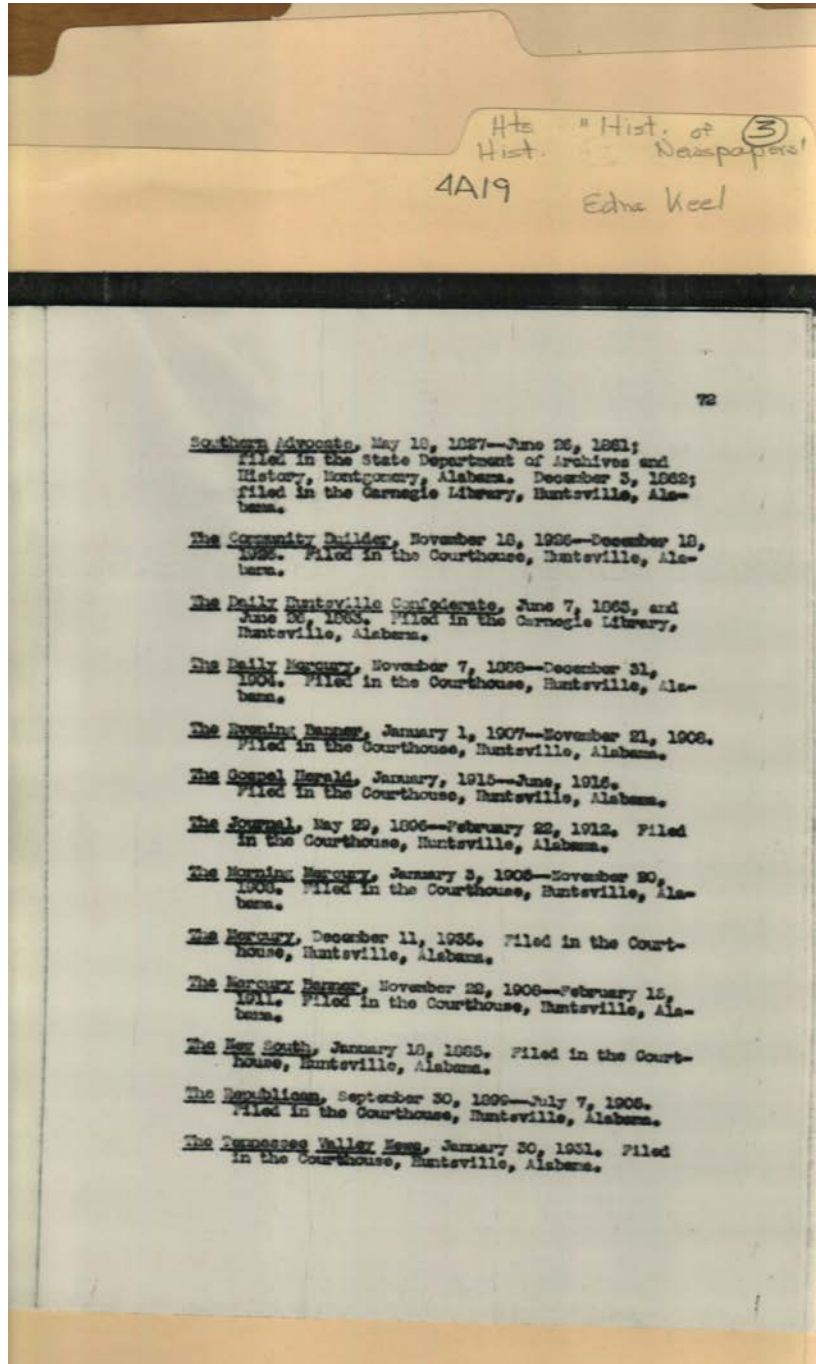 Hts "Hist. of 3
Hist. Newspapers"
4A19
Edna Keel
72
Southern Advocate, May 18, 1827--June 26, 1861;
filed in the State Department of Archives and
History, Montgomery, Alabama. December 3, 1862;
filed in the Carnegie Library, Huntsville, Ala-
bama.
The Community Builder, November 18, 1926--December 18,
1926. Filed in the Courthouse, Huntsville, Ala-
bama.
The Daily Huntsville Confederate, June 7, 1863, and
June 26, 1863. Filed in the Carnegie Library,
Huntsville, Alabama.
The Daily Mercury, November 7, 1888--December 31,
1904. Filed in the Courthouse, Huntsville, Ala-
bama.
The Evening Banner, January 1, 1907--November 21, 1908.
Filed in the Courthouse, Huntsville, Alabama.
The Gospel Herald, January, 1915--June, 1916.
Filed in the Courthouse, Huntsville, Alabama.
The Journal, May 29, 1896--February 22, 1912. Filed
in the Courthouse, Huntsville, Alabama.
The Morning Mercury, January 3, 1905--November 20,
1908. Filed in the Courthouse, Huntsville, Ala-
bama.
The Mercury, December 11, 1935. Filed in the Court-
house, Huntsville, Alabama.
The Mercury Banner, November 22, 1908--February 15,
1911. Filed in the Courthouse, Huntsville, Ala-
bama.
The New South, January 18, 1885. Filed in the Court-
house, Huntsville, Alabama.
The Republican, September 30, 1899--July 7, 1905.
Filed in the Courthouse, Huntsville, Alabama.
The Tennessee Valley News, January 30, 1931. Filed
in the Courthouse, Huntsville, Alabama.